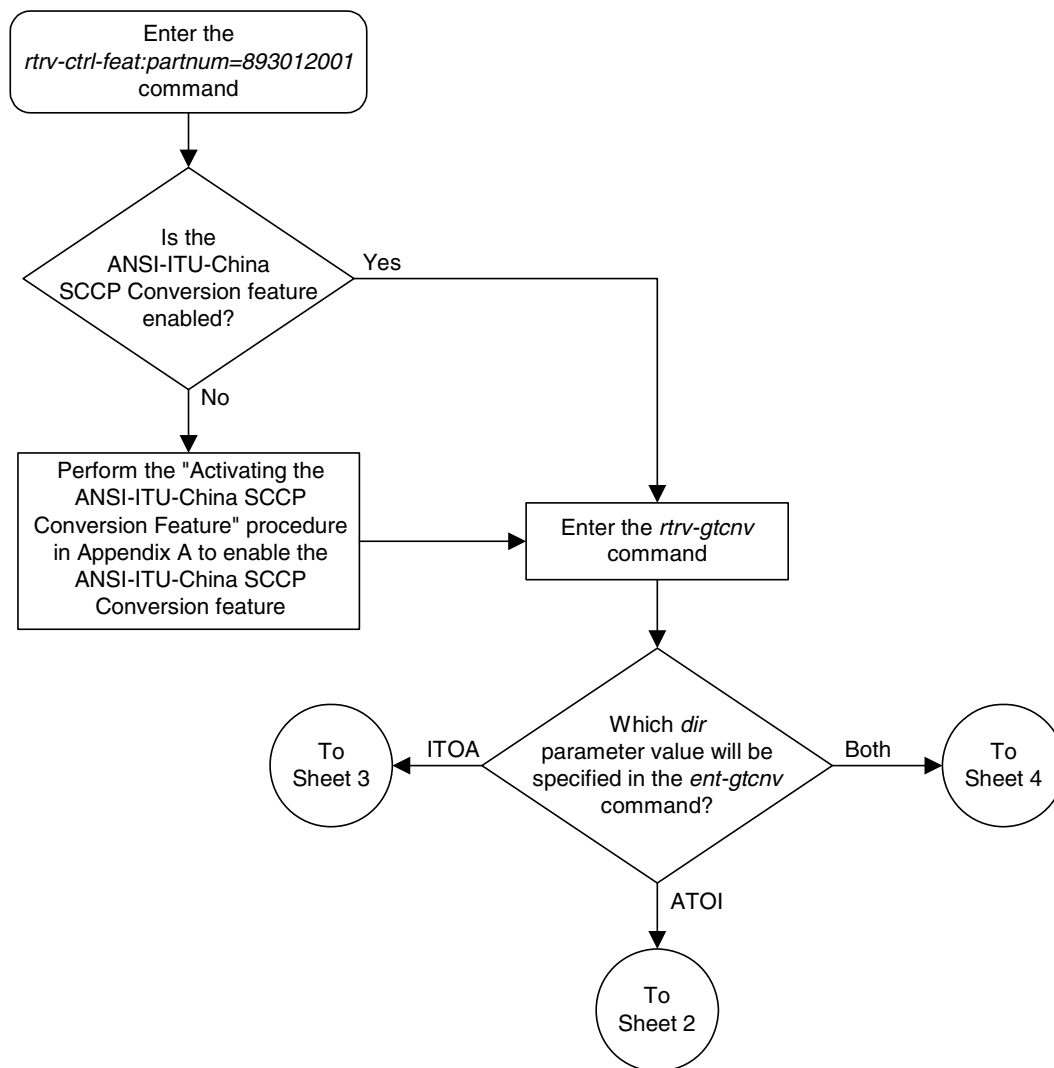 Enter the
rtrv-ctrl-feat:partnum=893012001
command
Is the
ANSI-ITU-China
SCCP Conversion feature
enabled?
Yes
No
Perform the "Activating the
ANSI-ITU-China SCCP
Conversion Feature" procedure
in Appendix A to enable the
ANSI-ITU-China SCCP
Conversion feature
Enter the rtrv-gtcnv
command
Which dir
parameter value will be
specified in the ent-gtcnv
command?
ITOA
Both
ATOI
To
Sheet 3
To
Sheet 4
To
Sheet 2